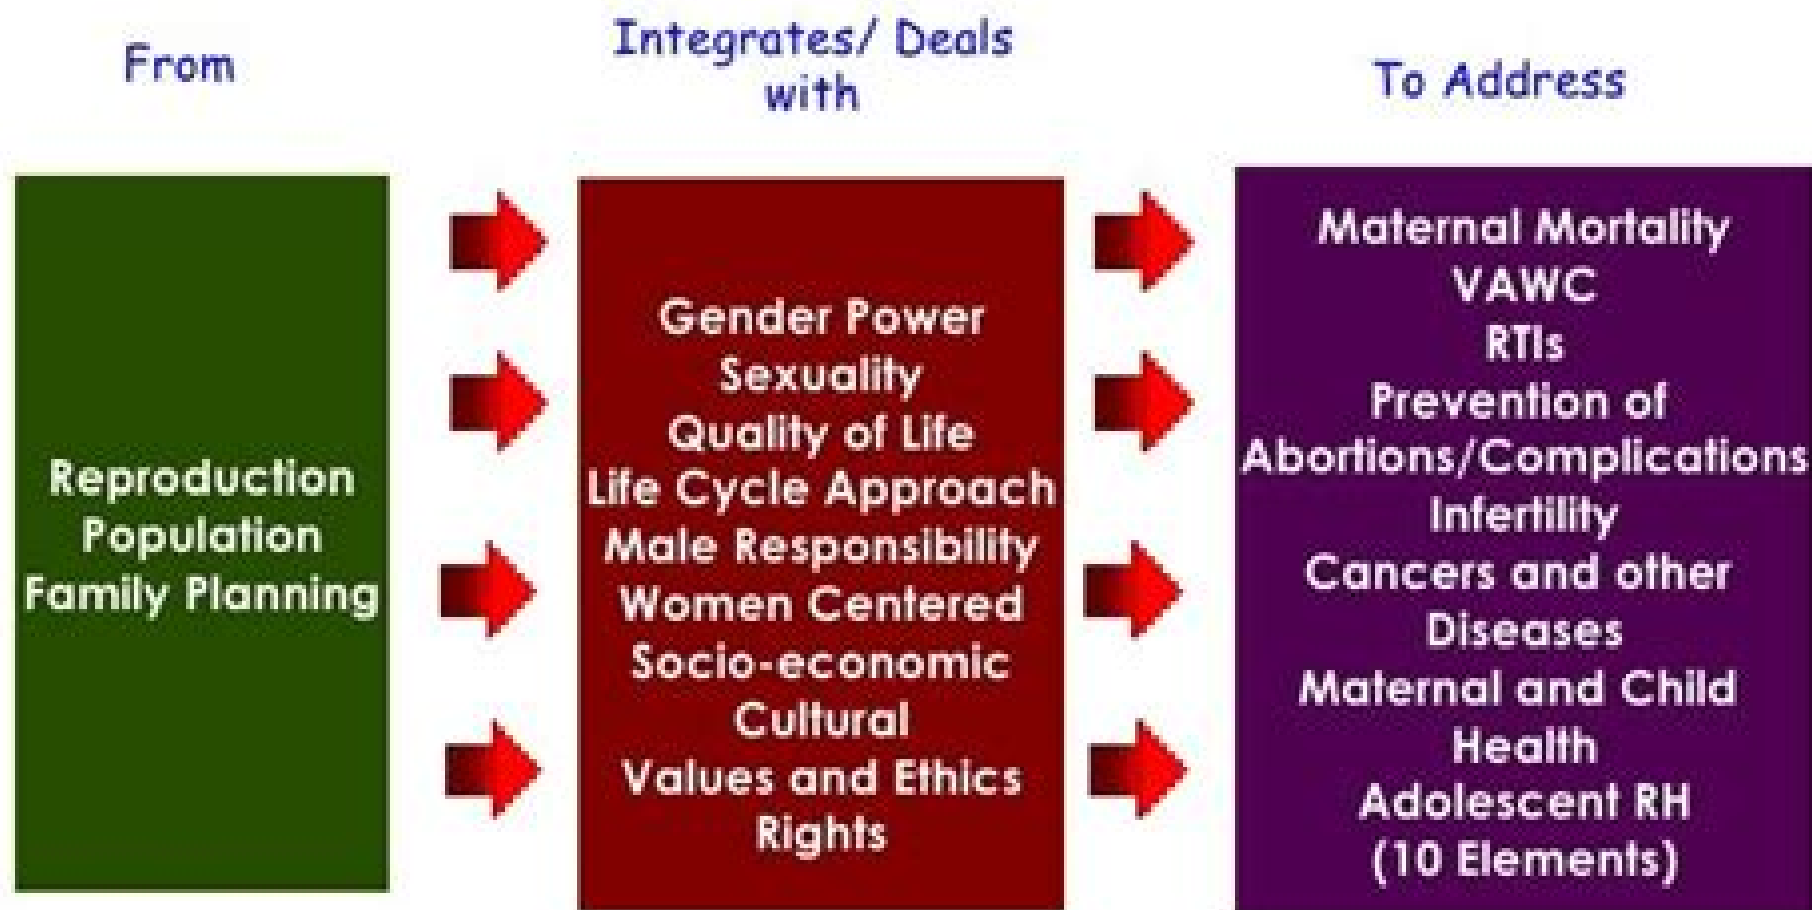 From
Integrates/ Deals
with
To Address
Reproduction
Population
Family Planning
Gender Power
Sexuality
Quality of Life
Life Cycle Approach
Male Responsibility
Women Centered
Socio-economic
Cultural
Values and Ethics
Rights
Maternal Mortality
VAWC
RTIs
Prevention of
Abortions/Complications
Infertility
Cancers and other
Diseases
Maternal and Child
Health
Adolescent RH
(10 Elements)